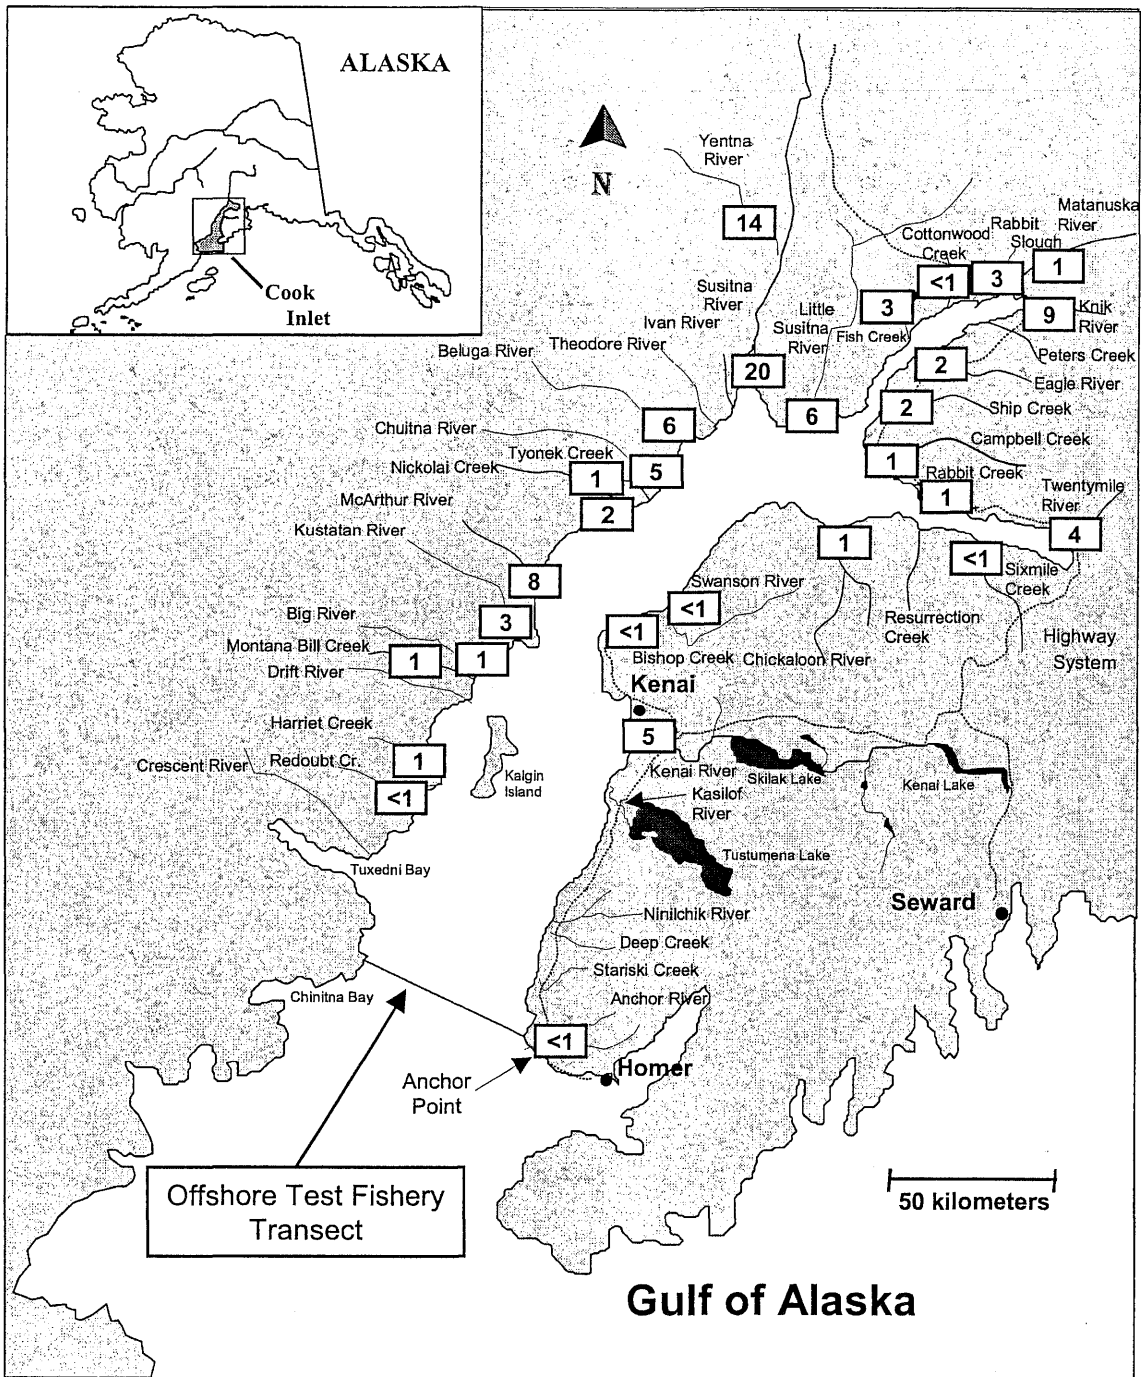 ALASKA
Cook
Inlet
N
Yentna
River
14
Matanuska
River
Rabbit
Slough
Cottonwood
Creek
<1
3
1
3
Fish Creek
9
Knik
River
Susitna
River
Little
Susitna
River
Ivan River
Theodore River
Beluga River
Peters Creek
2
Eagle River
20
6
2
Ship Creek
6
Chuitna River
Campbell Creek
Tyonek Creek
5
1
Nickolai Creek
1
Rabbit Creek
1
Twentymile
River
McArthur River
2
4
Kustatan River
1
<1
Sixmile
Creek
8
Swanson River
<1
Resurrection
Creek
Big River
3
<1
Highway
System
Montana Bill Creek
1
1
Bishop Creek
Chickaloon River
Drift River
Kenai
Harriet Creek
5
1
Crescent River
Redoubt Cr.
<1
Kalgin
Island
Kenai River
Skilak Lake
Kenai Lake
Kasilof
River
Tustumena Lake
Tuxedni Bay
Seward
Ninilchik River
Deep Creek
Stariski Creek
Chinitna Bay
Anchor River
<1
Homer
Anchor
Point
Offshore Test Fishery
Transect
50 kilometers
Gulf of Alaska